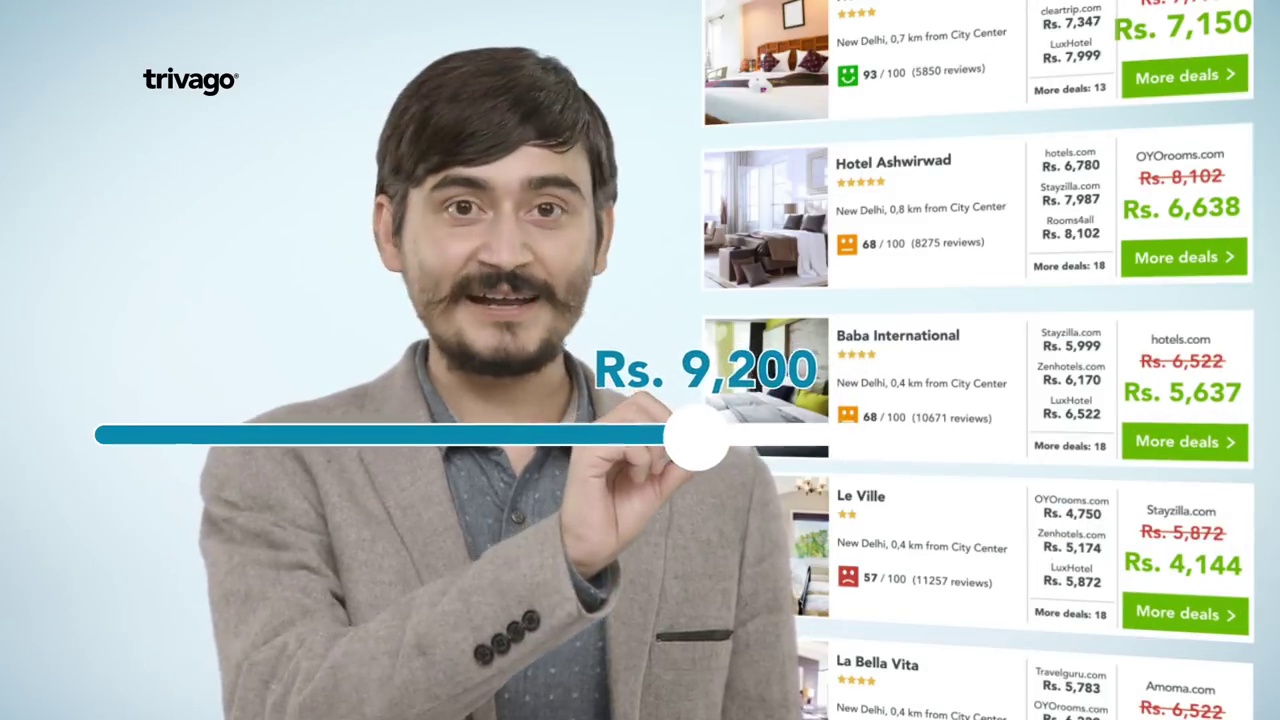 trivago
Rs. 9,200
New Delhi, 0,7 km from City Center
93 / 100 (5850 reviews)
cleartrip.com
Rs. 7,347
LuxHotel
Rs. 7,999
More deals: 13
Rs. 7,150
More deals >
Hotel Ashwirwad
New Delhi, 0,8 km from City Center
68 / 100 (8275 reviews)
hotels.com
Rs. 6,780
Stayzilla.com
Rs. 7,987
Rooms4all
Rs. 8,102
More deals: 18
OYOrooms.com
Rs. 8,102
Rs. 6,638
More deals >
Baba International
New Delhi, 0,4 km from City Center
68 / 100 (10671 reviews)
Stayzilla.com
Rs. 5,999
Zenhotels.com
Rs. 6,170
LuxHotel
Rs. 6,522
More deals: 18
hotels.com
Rs. 6,522
Rs. 5,637
More deals >
Le Ville
New Delhi, 0,4 km from City Center
57 / 100 (11257 reviews)
OYOrooms.com
Rs. 4,750
Zenhotels.com
Rs. 5,174
LuxHotel
Rs. 5,872
More deals: 18
Stayzilla.com
Rs. 5,872
Rs. 4,144
More deals >
La Bella Vita
New Delhi, 0,4 km from City Center
Travelguru.com
Rs. 5,783
OYOrooms.com
Amoma.com
Rs. 6,522